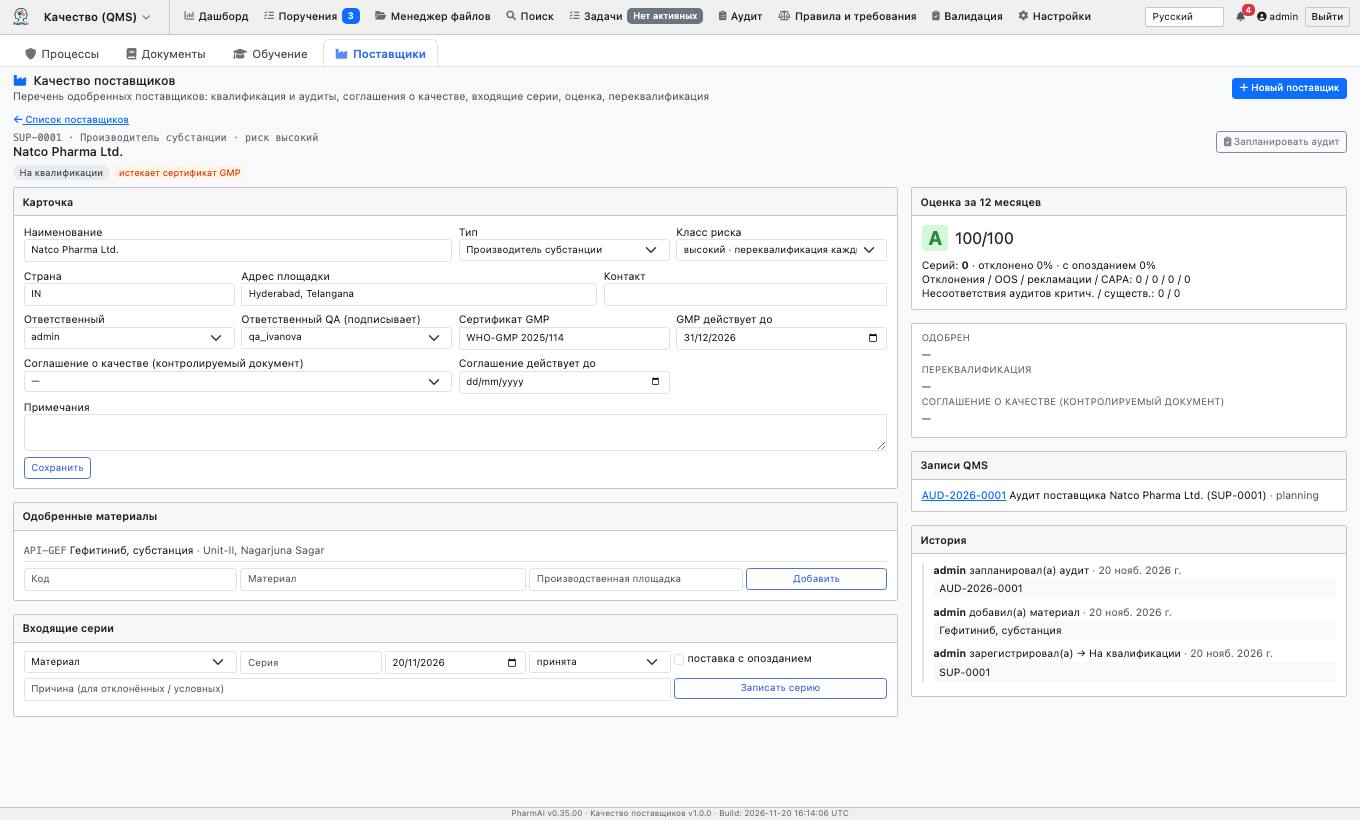 Качество (QMS)
Дашборд
Поручения 3
Менеджер файлов
Поиск
Задачи Нет активных
Аудит
Правила и требования
Валидация
Настройки
Русский
4
admin
Выйти
Процессы
Документы
Обучение
Поставщики
Качество поставщиков
Перечень одобренных поставщиков: квалификация и аудиты, соглашения о качестве, входящие серии, оценка, переквалификация
+ Новый поставщик
← Список поставщиков
SUP-0001 · Производитель субстанции · риск высокий
Natco Pharma Ltd.
Запланировать аудит
На квалификации истекает сертификат GMP
Карточка
Наименование
Natco Pharma Ltd.
Тип
Производитель субстанции
Класс риска
высокий · переквалификация кажд
Страна
IN
Адрес площадки
Hyderabad, Telangana
Контакт
Ответственный
admin
Ответственный QA (подписывает)
qa_ivanova
Сертификат GMP
WHO-GMP 2025/114
GMP действует до
31/12/2026
Соглашение о качестве (контролируемый документ)
—
Соглашение действует до
dd/mm/yyyy
Примечания
Сохранить
Одобренные материалы
API-GEF Гефитиниб, субстанция · Unit-II, Nagarjuna Sagar
Код
Материал
Производственная площадка
Добавить
Входящие серии
Материал
Серия
20/11/2026
принята
поставка с опозданием
Причина (для отклонённых / условных)
Записать серию
Оценка за 12 месяцев
A 100/100
Серий: 0 · отклонено 0% · с опозданием 0%
Отклонения / OOS / рекламации / CAPA: 0 / 0 / 0 / 0
Несоответствия аудитов критич. / существ.: 0 / 0
ОДОБРЕН
—
ПЕРЕКВАЛИФИКАЦИЯ
—
СОГЛАШЕНИЕ О КАЧЕСТВЕ (КОНТРОЛИРУЕМЫЙ ДОКУМЕНТ)
—
Записи QMS
AUD-2026-0001 Аудит поставщика Natco Pharma Ltd. (SUP-0001) · planning
История
admin запланировал(а) аудит · 20 нояб. 2026 г.
AUD-2026-0001
admin добавил(а) материал · 20 нояб. 2026 г.
Гефитиниб, субстанция
admin зарегистрировал(а) → На квалификации · 20 нояб. 2026 г.
SUP-0001
PharmAI v0.35.00 · Качество поставщиков v1.0.0 · Build: 2026-11-20 16:14:06 UTC